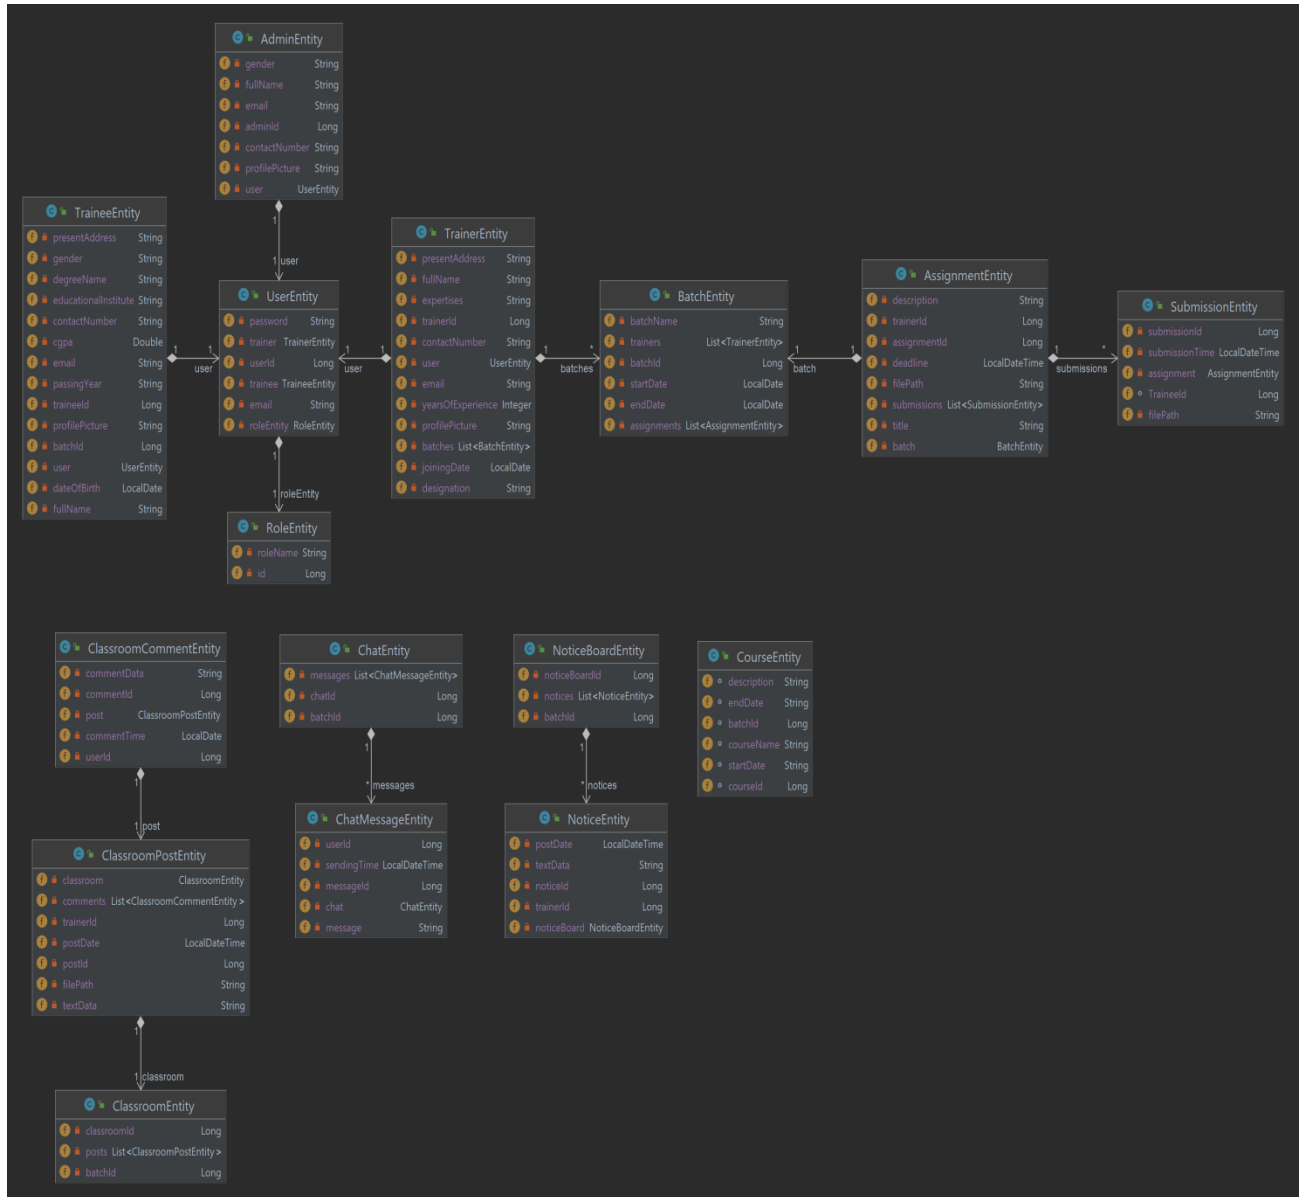 AdminEntity
gender String
fullName String
email String
adminId Long
contactNumber String
profilePicture String
user UserEntity
1
1 user
TraineeEntity
presentAddress String
gender String
degreeName String
educationalInstitute String
contactNumber String
cgpa Double
email String
passingYear String
traineeId Long
profilePicture String
batchId Long
user UserEntity
dateOfBirth LocalDate
fullName String
1 1
user
UserEntity
password String
trainer TrainerEntity
userId Long
trainee TraineeEntity
email String
roleEntity RoleEntity
1
1 roleEntity
RoleEntity
roleName String
id Long
1 1
user
TrainerEntity
presentAddress String
fullName String
expertises String
trainerId Long
contactNumber String
user UserEntity
email String
yearsOfExperience Integer
profilePicture String
batches List<BatchEntity>
joiningDate LocalDate
designation String
1 *
batches
BatchEntity
batchName String
trainers List<TrainerEntity>
batchId Long
startDate LocalDate
endDate LocalDate
assignments List<AssignmentEntity>
1 1
batch
AssignmentEntity
description String
trainerId Long
assignmentId Long
deadline LocalDateTime
filePath String
submissions List<SubmissionEntity>
title String
batch BatchEntity
1 *
submissions
SubmissionEntity
submissionId Long
submissionTime LocalDateTime
assignment AssignmentEntity
TraineeId Long
filePath String
ClassroomCommentEntity
commentData String
commentId Long
post ClassroomPostEntity
commentTime LocalDate
userId Long
1
1 post
ClassroomPostEntity
classroom ClassroomEntity
comments List<ClassroomCommentEntity>
trainerId Long
postDate LocalDateTime
postId Long
filePath String
textData String
1
1 classroom
ClassroomEntity
classroomId Long
posts List<ClassroomPostEntity>
batchId Long
ChatEntity
messages List<ChatMessageEntity>
chatId Long
batchId Long
1
* messages
ChatMessageEntity
userId Long
sendingTime LocalDateTime
messageId Long
chat ChatEntity
message String
NoticeBoardEntity
noticeBoardId Long
notices List<NoticeEntity>
batchId Long
1
* notices
NoticeEntity
postDate LocalDateTime
textData String
noticeId Long
trainerId Long
noticeBoard NoticeBoardEntity
CourseEntity
description String
endDate String
batchId Long
courseName String
startDate String
courseId Long